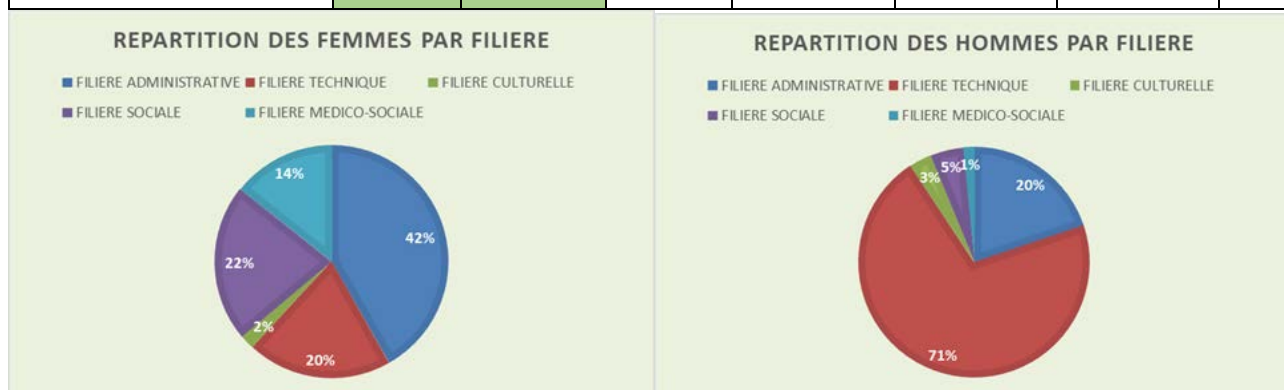 REPARTITION DES FEMMES PAR FILIERE
FILIERE ADMINISTRATIVE FILIERE TECHNIQUE FILIERE CULTURELLE
FILIERE SOCIALE FILIERE MEDICO-SOCIALE
14%
42%
22%
2%
20%
REPARTITION DES HOMMES PAR FILIERE
FILIERE ADMINISTRATIVE FILIERE TECHNIQUE FILIERE CULTURELLE
FILIERE SOCIALE FILIERE MEDICO-SOCIALE
3% 5% 1%
20%
71%